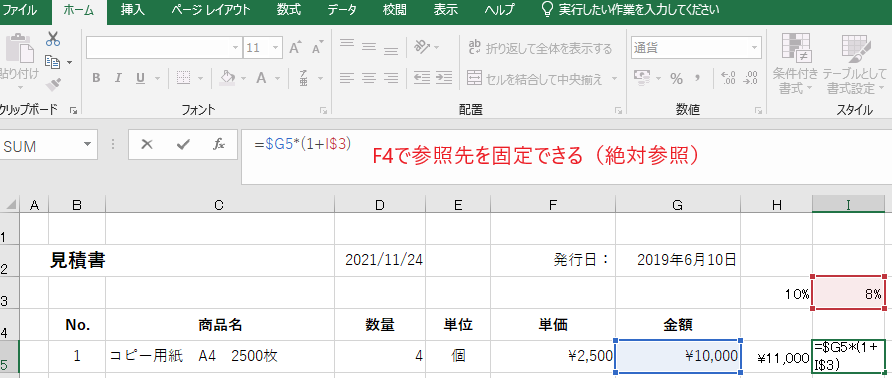 ファイル ホーム 挿入 ページ レイアウト 数式 データ 校閲 表示 ヘルプ 実行したい作業を入力してください
11 A A ab 折り返して全体を表示する 通貨
貼り付け B I U A ア亜 セルを結合して中央揃え % , .0 .00 .00 .0 条件付き書式 テーブルとして書式設定
クリップボード フォント 配置 数値 スタイル
SUM fx =$G5*(1+I$3)
F4で参照先を固定できる（絶対参照）
A B C D E F G H I
1
2 見積書 2021/11/24 発行日： 2019年6月10日
3 10% 8%
4 No. 商品名 数量 単位 単価 金額
5 1 コピー用紙 A4 2500枚 4 個 ¥2,500 ¥10,000 ¥11,000 =$G5*(1+
I$3)